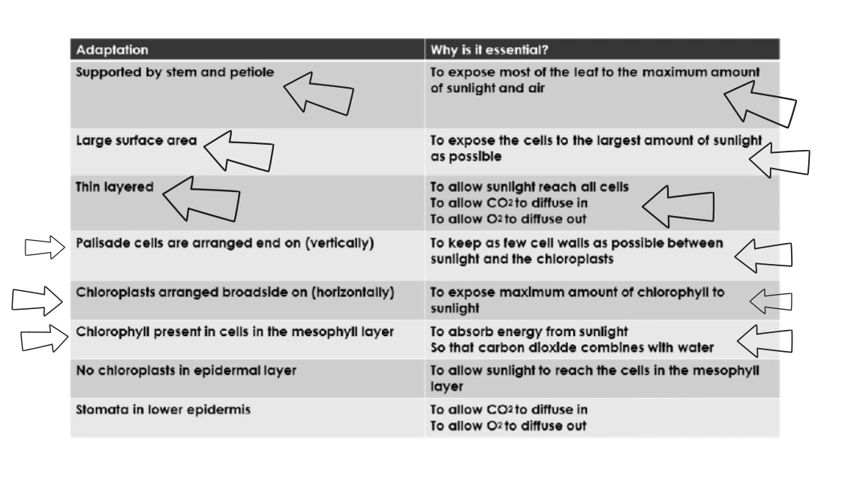 Adaptation
Why is it essential?
Supported by stem and petiole
To expose most of the leaf to the maximum amount
of sunlight and air
Large surface area
To expose the cells to the largest amount of sunlight
as possible
Thin layered
To allow sunlight reach all cells
To allow CO2 to diffuse in
To allow O2 to diffuse out
Palisade cells are arranged end on (vertically)
To keep as few cell walls as possible between
sunlight and the chloroplasts
Chloroplasts arranged broadside on (horizontally)
To expose maximum amount of chlorophyll to
sunlight
Chlorophyll present in cells in the mesophyll layer
To absorb energy from sunlight
So that carbon dioxide combines with water
No chloroplasts in epidermal layer
To allow sunlight to reach the cells in the mesophyll
layer
Stomata in lower epidermis
To allow CO2 to diffuse in
To allow O2 to diffuse out